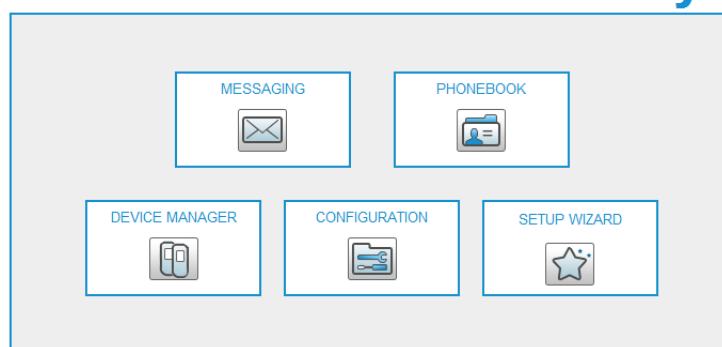 MESSAGING
PHONEBOOK
DEVICE MANAGER
CONFIGURATION
SETUP WIZARD